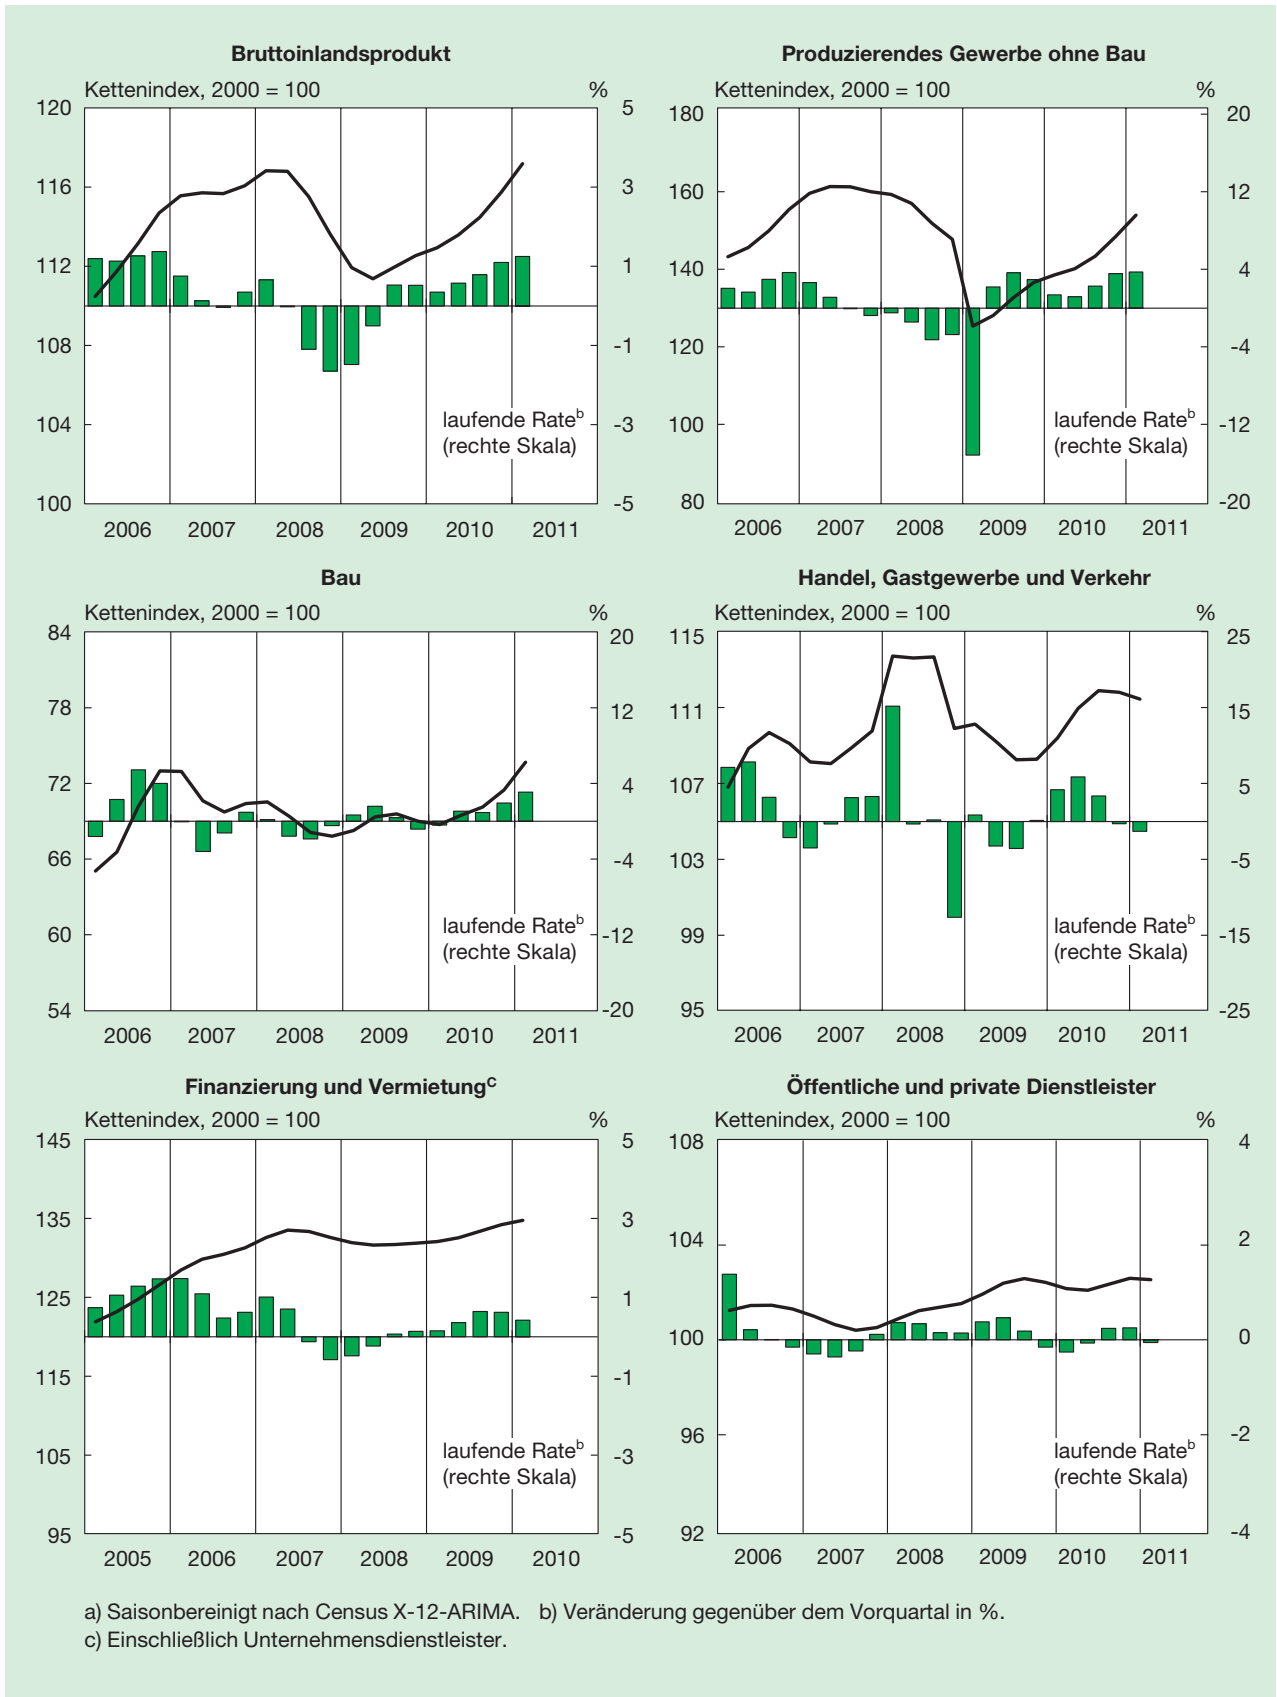 Bruttoinlandsprodukt
Kettenindex, 2000 = 100 %
120 5
116 3
112 1
108 -1
104 -3
100 -5
laufende Rateᵇ
(rechte Skala)
2006 2007 2008 2009 2010 2011
Produzierendes Gewerbe ohne Bau
Kettenindex, 2000 = 100 %
180 20
160 12
140 4
120 -4
100 -12
80 -20
laufende Rateᵇ
(rechte Skala)
2006 2007 2008 2009 2010 2011
Bau
Kettenindex, 2000 = 100 %
84 20
78 12
72 4
66 -4
60 -12
54 -20
laufende Rateᵇ
(rechte Skala)
2006 2007 2008 2009 2010 2011
Handel, Gastgewerbe und Verkehr
Kettenindex, 2000 = 100 %
115 25
111 15
107 5
103 -5
99 -15
95 -25
laufende Rateᵇ
(rechte Skala)
2006 2007 2008 2009 2010 2011
Finanzierung und Vermietungᶜ
Kettenindex, 2000 = 100 %
145 5
135 3
125 1
115 -1
105 -3
95 -5
laufende Rateᵇ
(rechte Skala)
2005 2006 2007 2008 2009 2010
Öffentliche und private Dienstleister
Kettenindex, 2000 = 100 %
108 4
104 2
100 0
96 -2
92 -4
laufende Rateᵇ
(rechte Skala)
2006 2007 2008 2009 2010 2011
a) Saisonbereinigt nach Census X-12-ARIMA. b) Veränderung gegenüber dem Vorquartal in %.
c) Einschließlich Unternehmensdienstleister.